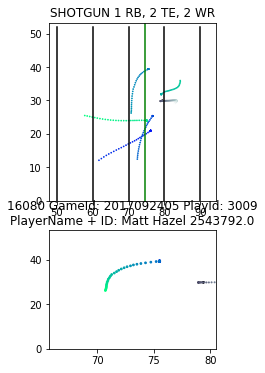 SHOTGUN 1 RB, 2 TE, 2 WR
50
40
30
20
10
0
50 60 70 80 90
16080 GameId: 2017092405 PlayId: 3009
PlayerName + ID: Matt Hazel 2543792.0
40
20
0
70 75 80